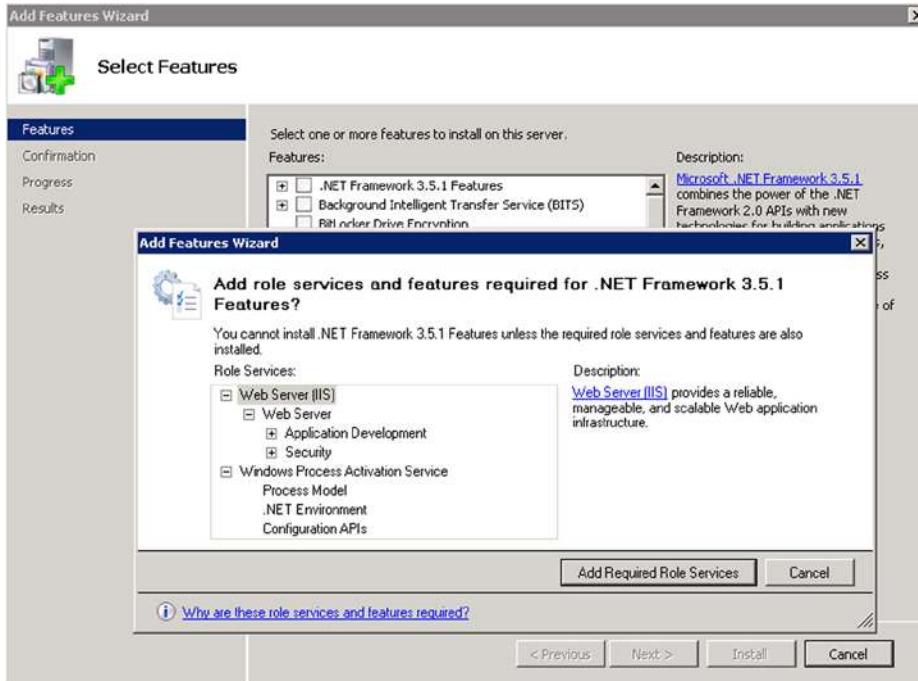 Add Features Wizard
Select Features
Features
Confirmation
Progress
Results
Select one or more features to install on this server.
Features:
.NET Framework 3.5.1 Features
Background Intelligent Transfer Service (BITS)
BitLocker Drive Encryption
Description:
Microsoft .NET Framework 3.5.1
combines the power of the .NET
Framework 2.0 APIs with new
technologies for building applications
Add Features Wizard
Add role services and features required for .NET Framework 3.5.1
Features?
You cannot install .NET Framework 3.5.1 Features unless the required role services and features are also
installed.
Role Services:
Web Server (IIS)
Web Server
Application Development
Security
Windows Process Activation Service
Process Model
.NET Environment
Configuration APIs
Description:
Web Server (IIS) provides a reliable,
manageable, and scalable Web application
infrastructure.
Add Required Role Services
Cancel
Why are these role services and features required?
of
< Previous
Next >
Install
Cancel